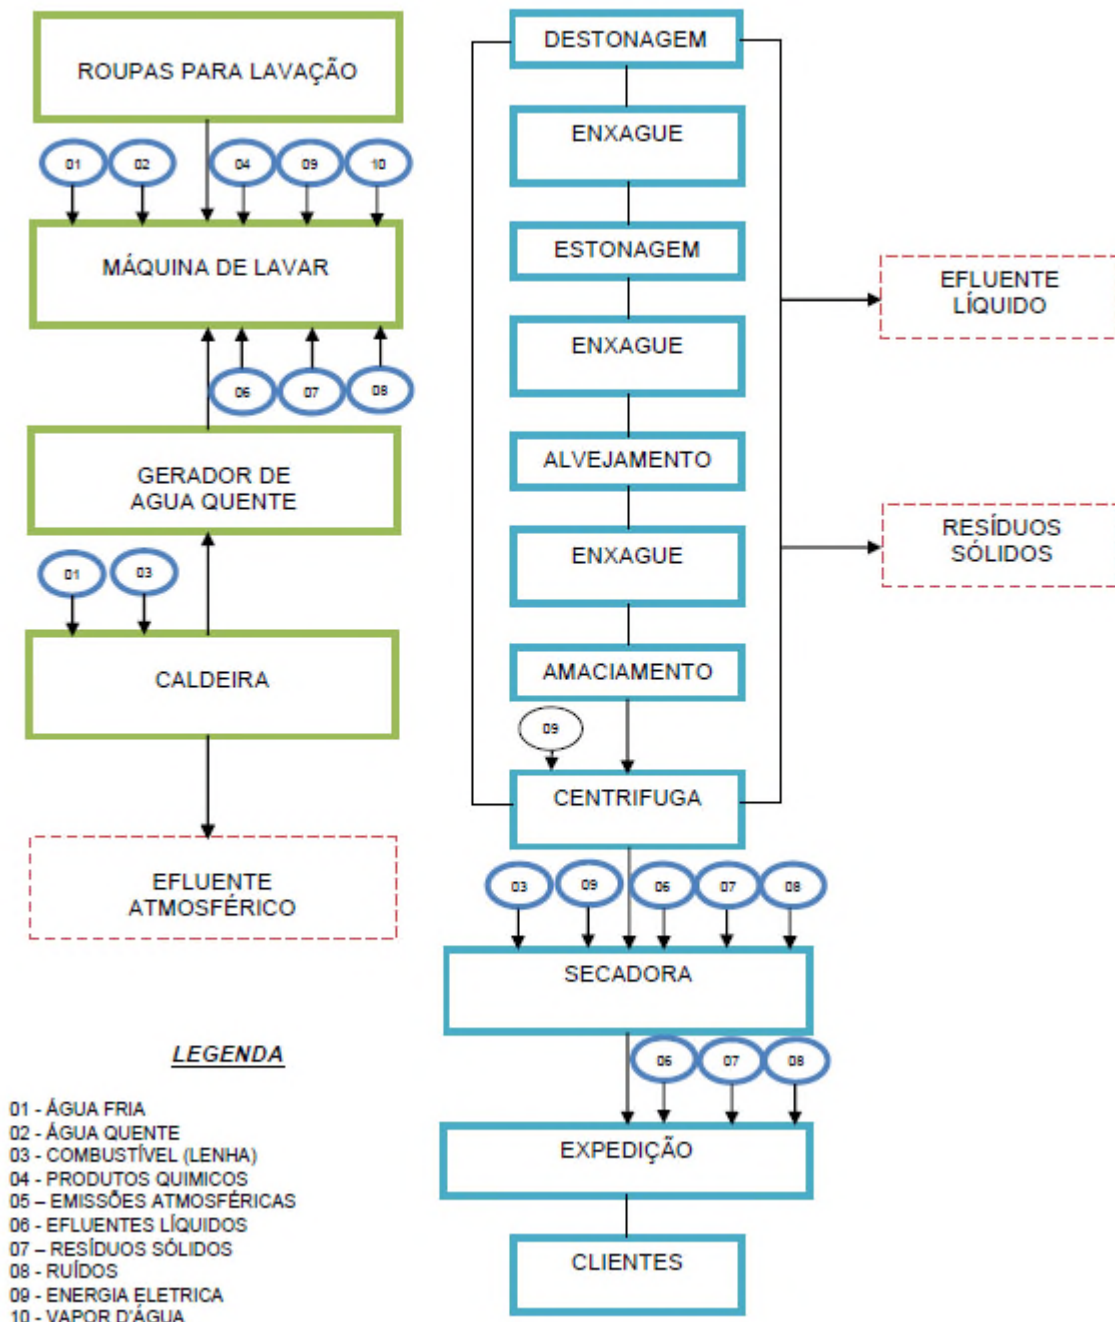 ROUPAS PARA LAVAÇÃO
01
02
04
09
10
MÁQUINA DE LAVAR
06
07
08
GERADOR DE
AGUA QUENTE
01
03
CALDEIRA
EFLUENTE
ATMOSFÉRICO
DESTONAGEM
ENXAGUE
ESTONAGEM
ENXAGUE
ALVEJAMENTO
ENXAGUE
AMACIAMENTO
09
CENTRIFUGA
EFLUENTE
LÍQUIDO
RESÍDUOS
SÓLIDOS
03
09
06
07
08
SECADORA
06
07
08
EXPEDIÇÃO
CLIENTES
LEGENDA
01 - ÁGUA FRIA
02 - ÁGUA QUENTE
03 - COMBUSTÍVEL (LENHA)
04 - PRODUTOS QUIMICOS
05 – EMISSÕES ATMOSFÉRICAS
06 - EFLUENTES LÍQUIDOS
07 – RESÍDUOS SÓLIDOS
08 - RUÍDOS
09 - ENERGIA ELETRICA
10 - VAPOR D'ÁGUA